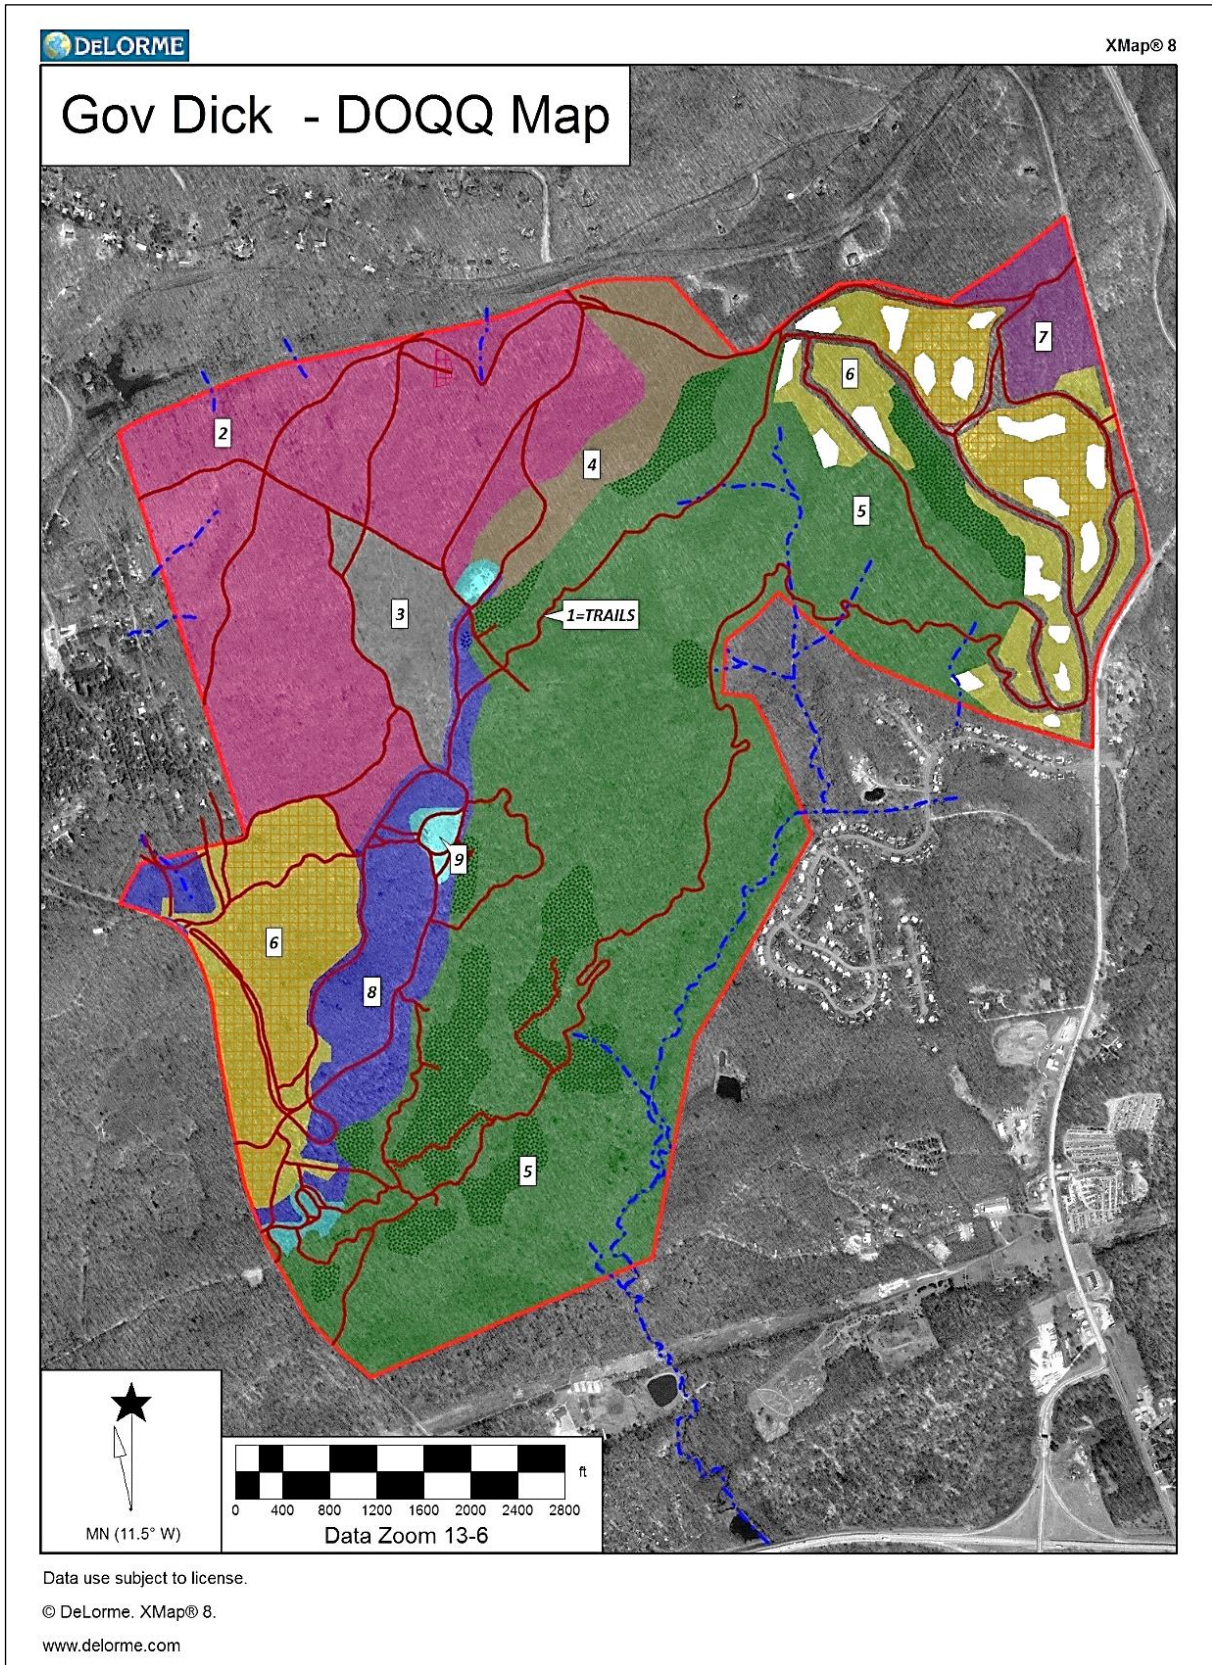 DELORME
XMap® 8
Gov Dick - DOQQ Map
7
6
2
4
5
3
1=TRAILS
9
6
8
5
MN (11.5° W)
ft
0 400 800 1200 1600 2000 2400 2800
Data Zoom 13-6
Data use subject to license.
© DeLorme. XMap® 8.
www.delorme.com